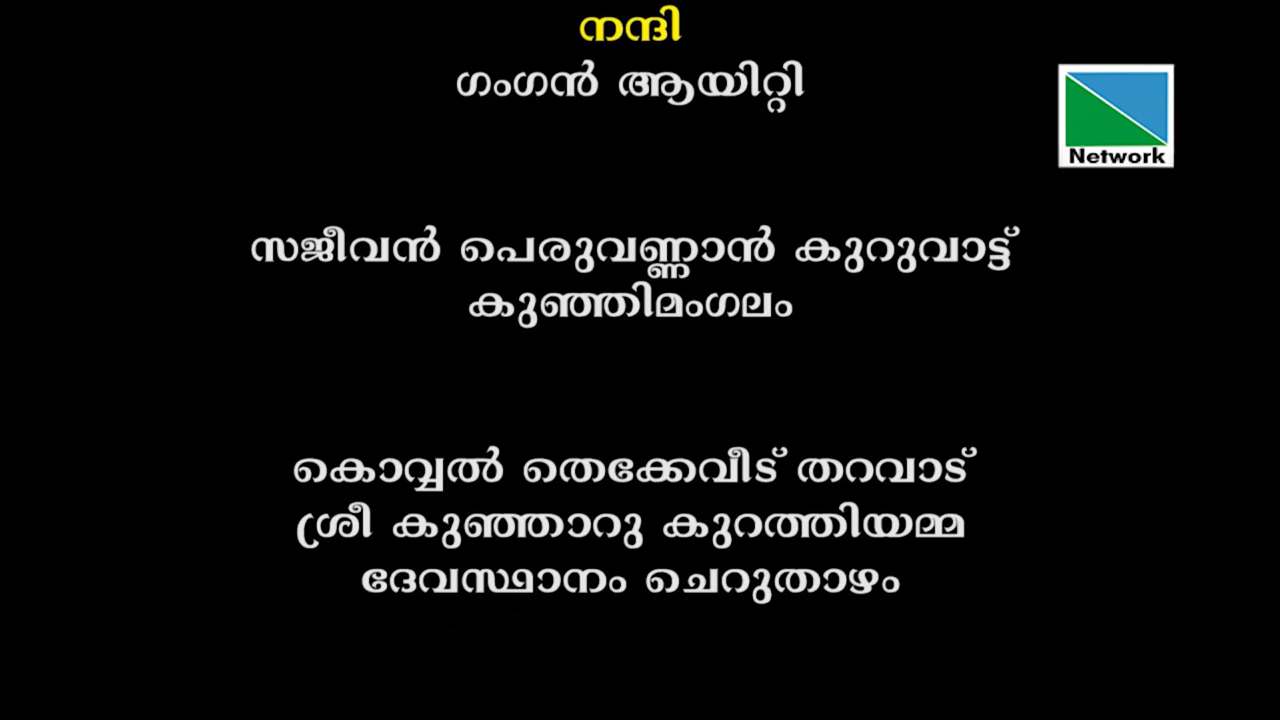 നന്ദി
ഗംഗൻ ആയിറ്റി
Network
സജീവൻ പെരുവണ്ണാൻ കുറുവാട്ട്
കുഞ്ഞിമംഗലം
കൊവ്വൽ തെക്കേവീട് തറവാട്
ശ്രീ കുഞ്ഞാറു കുറത്തിയമ്മ
ദേവസ്ഥാനം ചെറുതാഴം